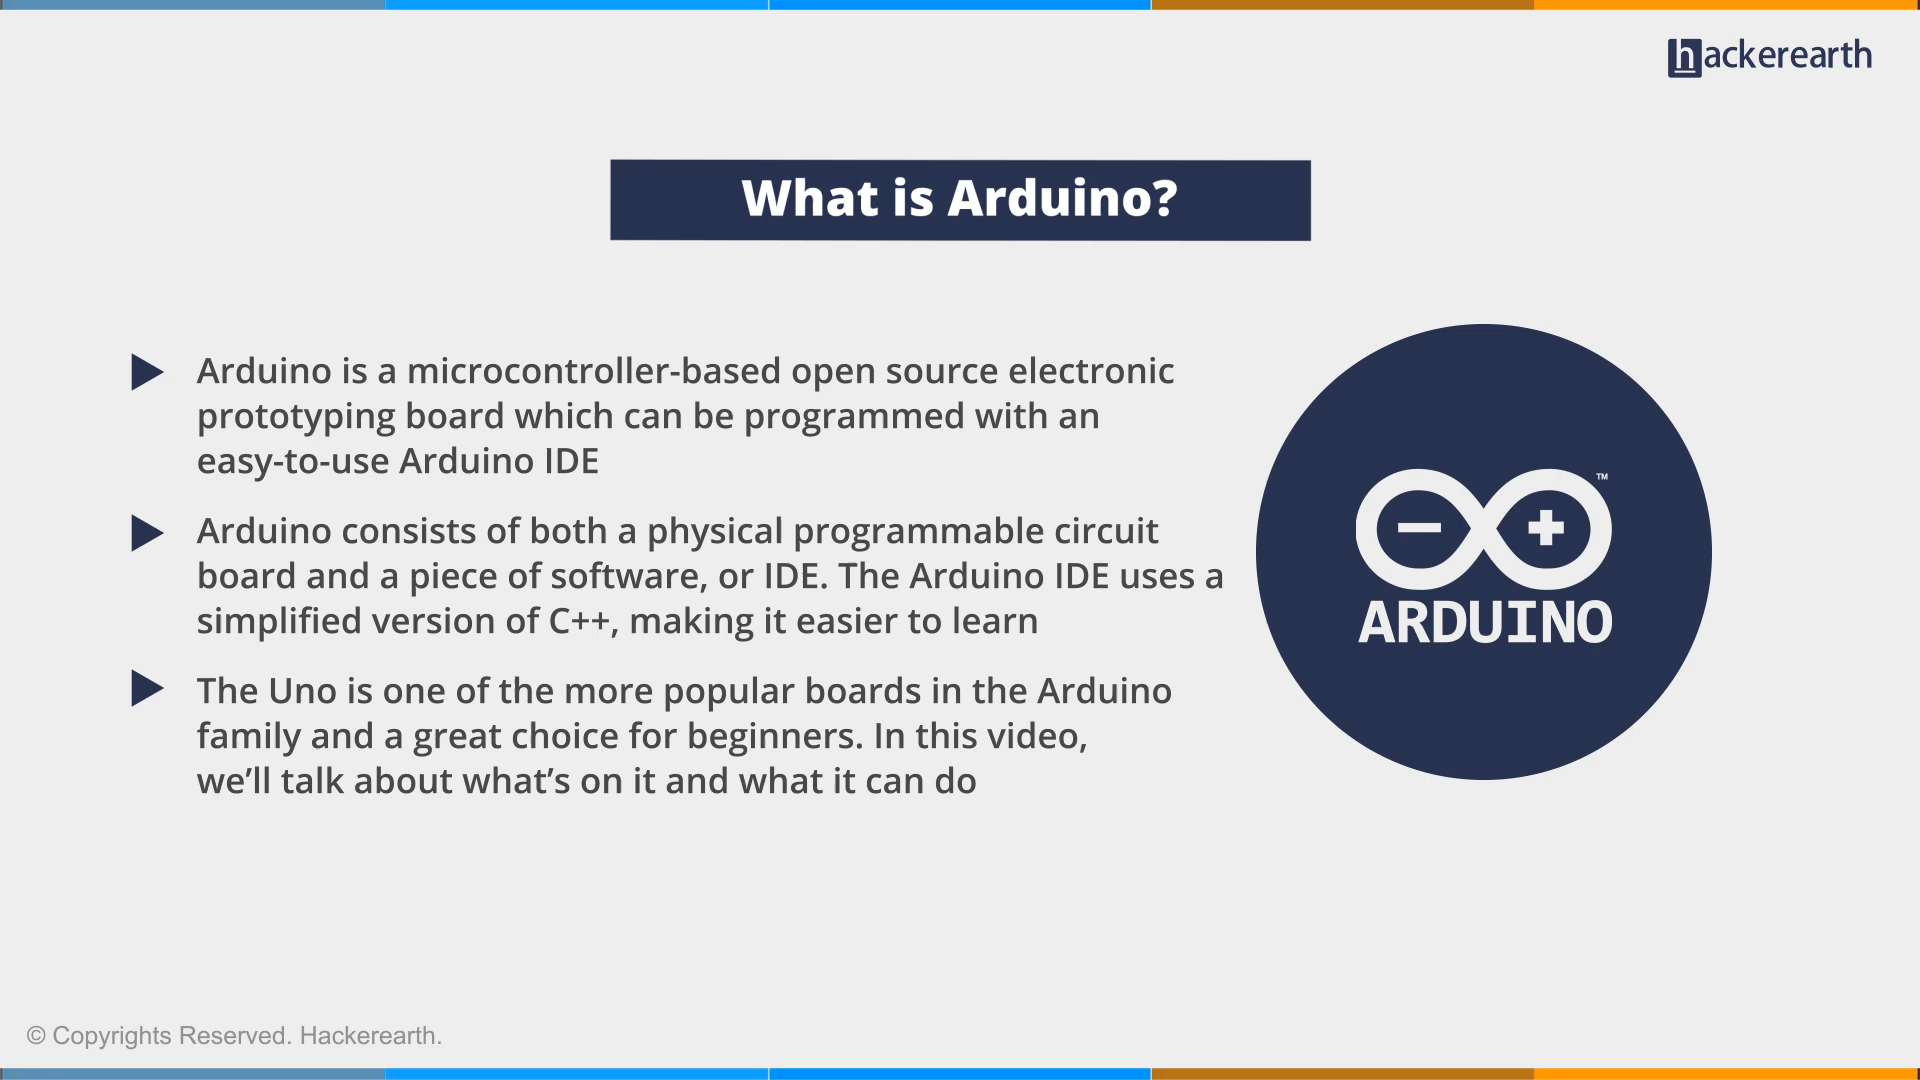 hackerearth
What is Arduino?
Arduino is a microcontroller-based open source electronic
prototyping board which can be programmed with an
easy-to-use Arduino IDE
Arduino consists of both a physical programmable circuit
board and a piece of software, or IDE. The Arduino IDE uses a
simplified version of C++, making it easier to learn
The Uno is one of the more popular boards in the Arduino
family and a great choice for beginners. In this video,
we’ll talk about what’s on it and what it can do
TM
ARDUINO
© Copyrights Reserved. Hackerearth.